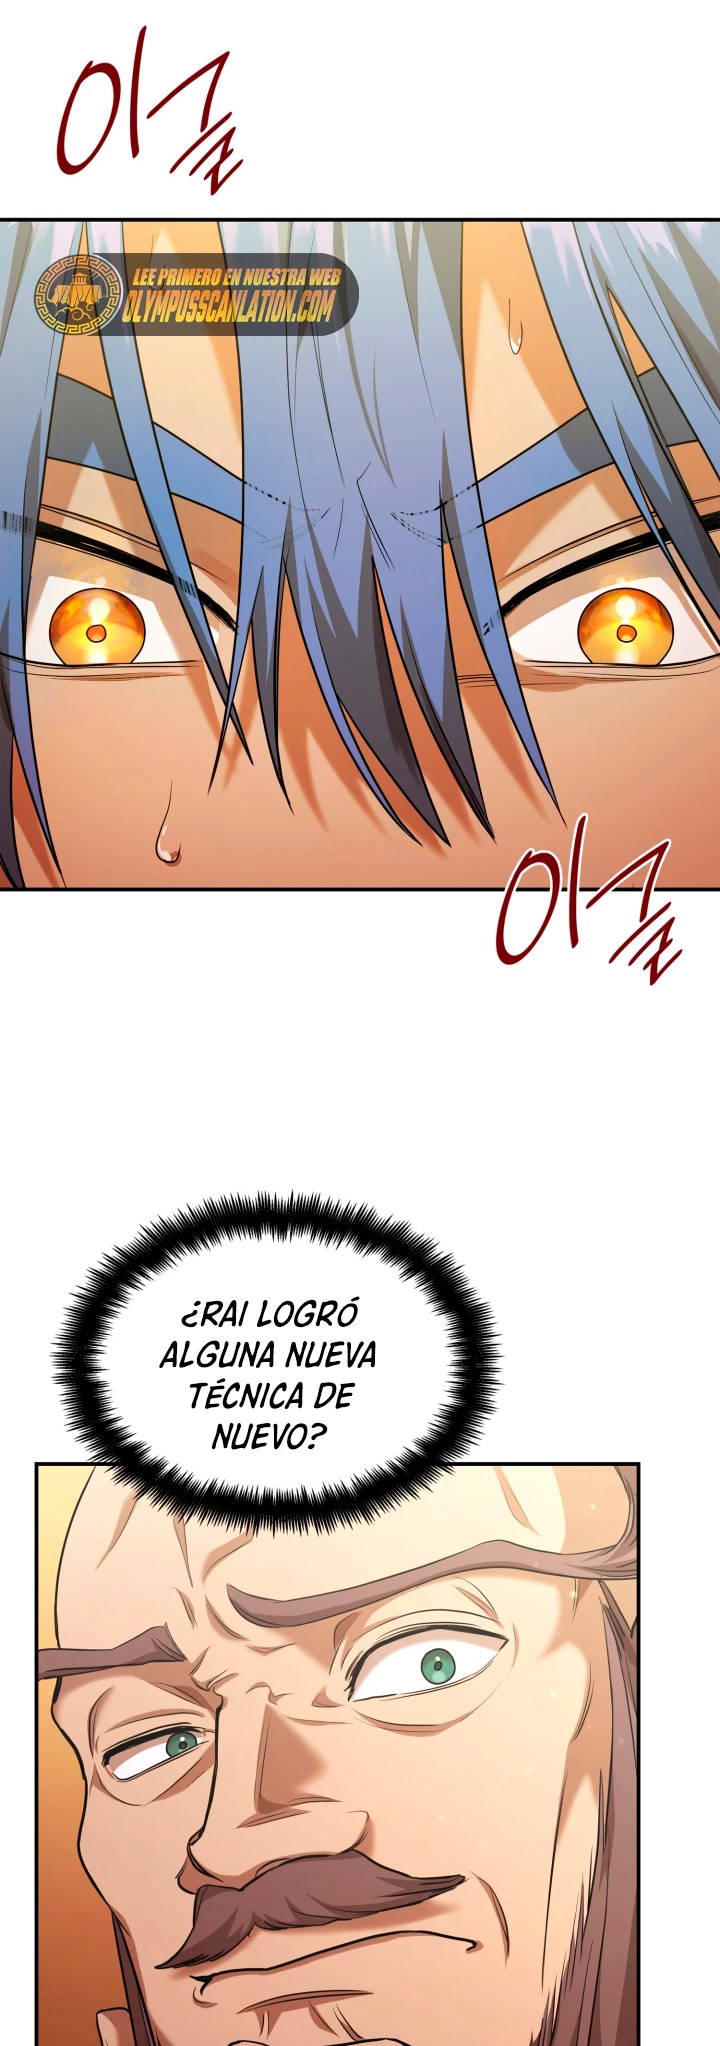 이글
LEE PRIMERO EN NUESTRA WEB
OLYMPUSSCANLATION.COM
이글
¿RAI LOGRÓ
ALGUNA NUEVA
TÉCNICA DE
NUEVO?